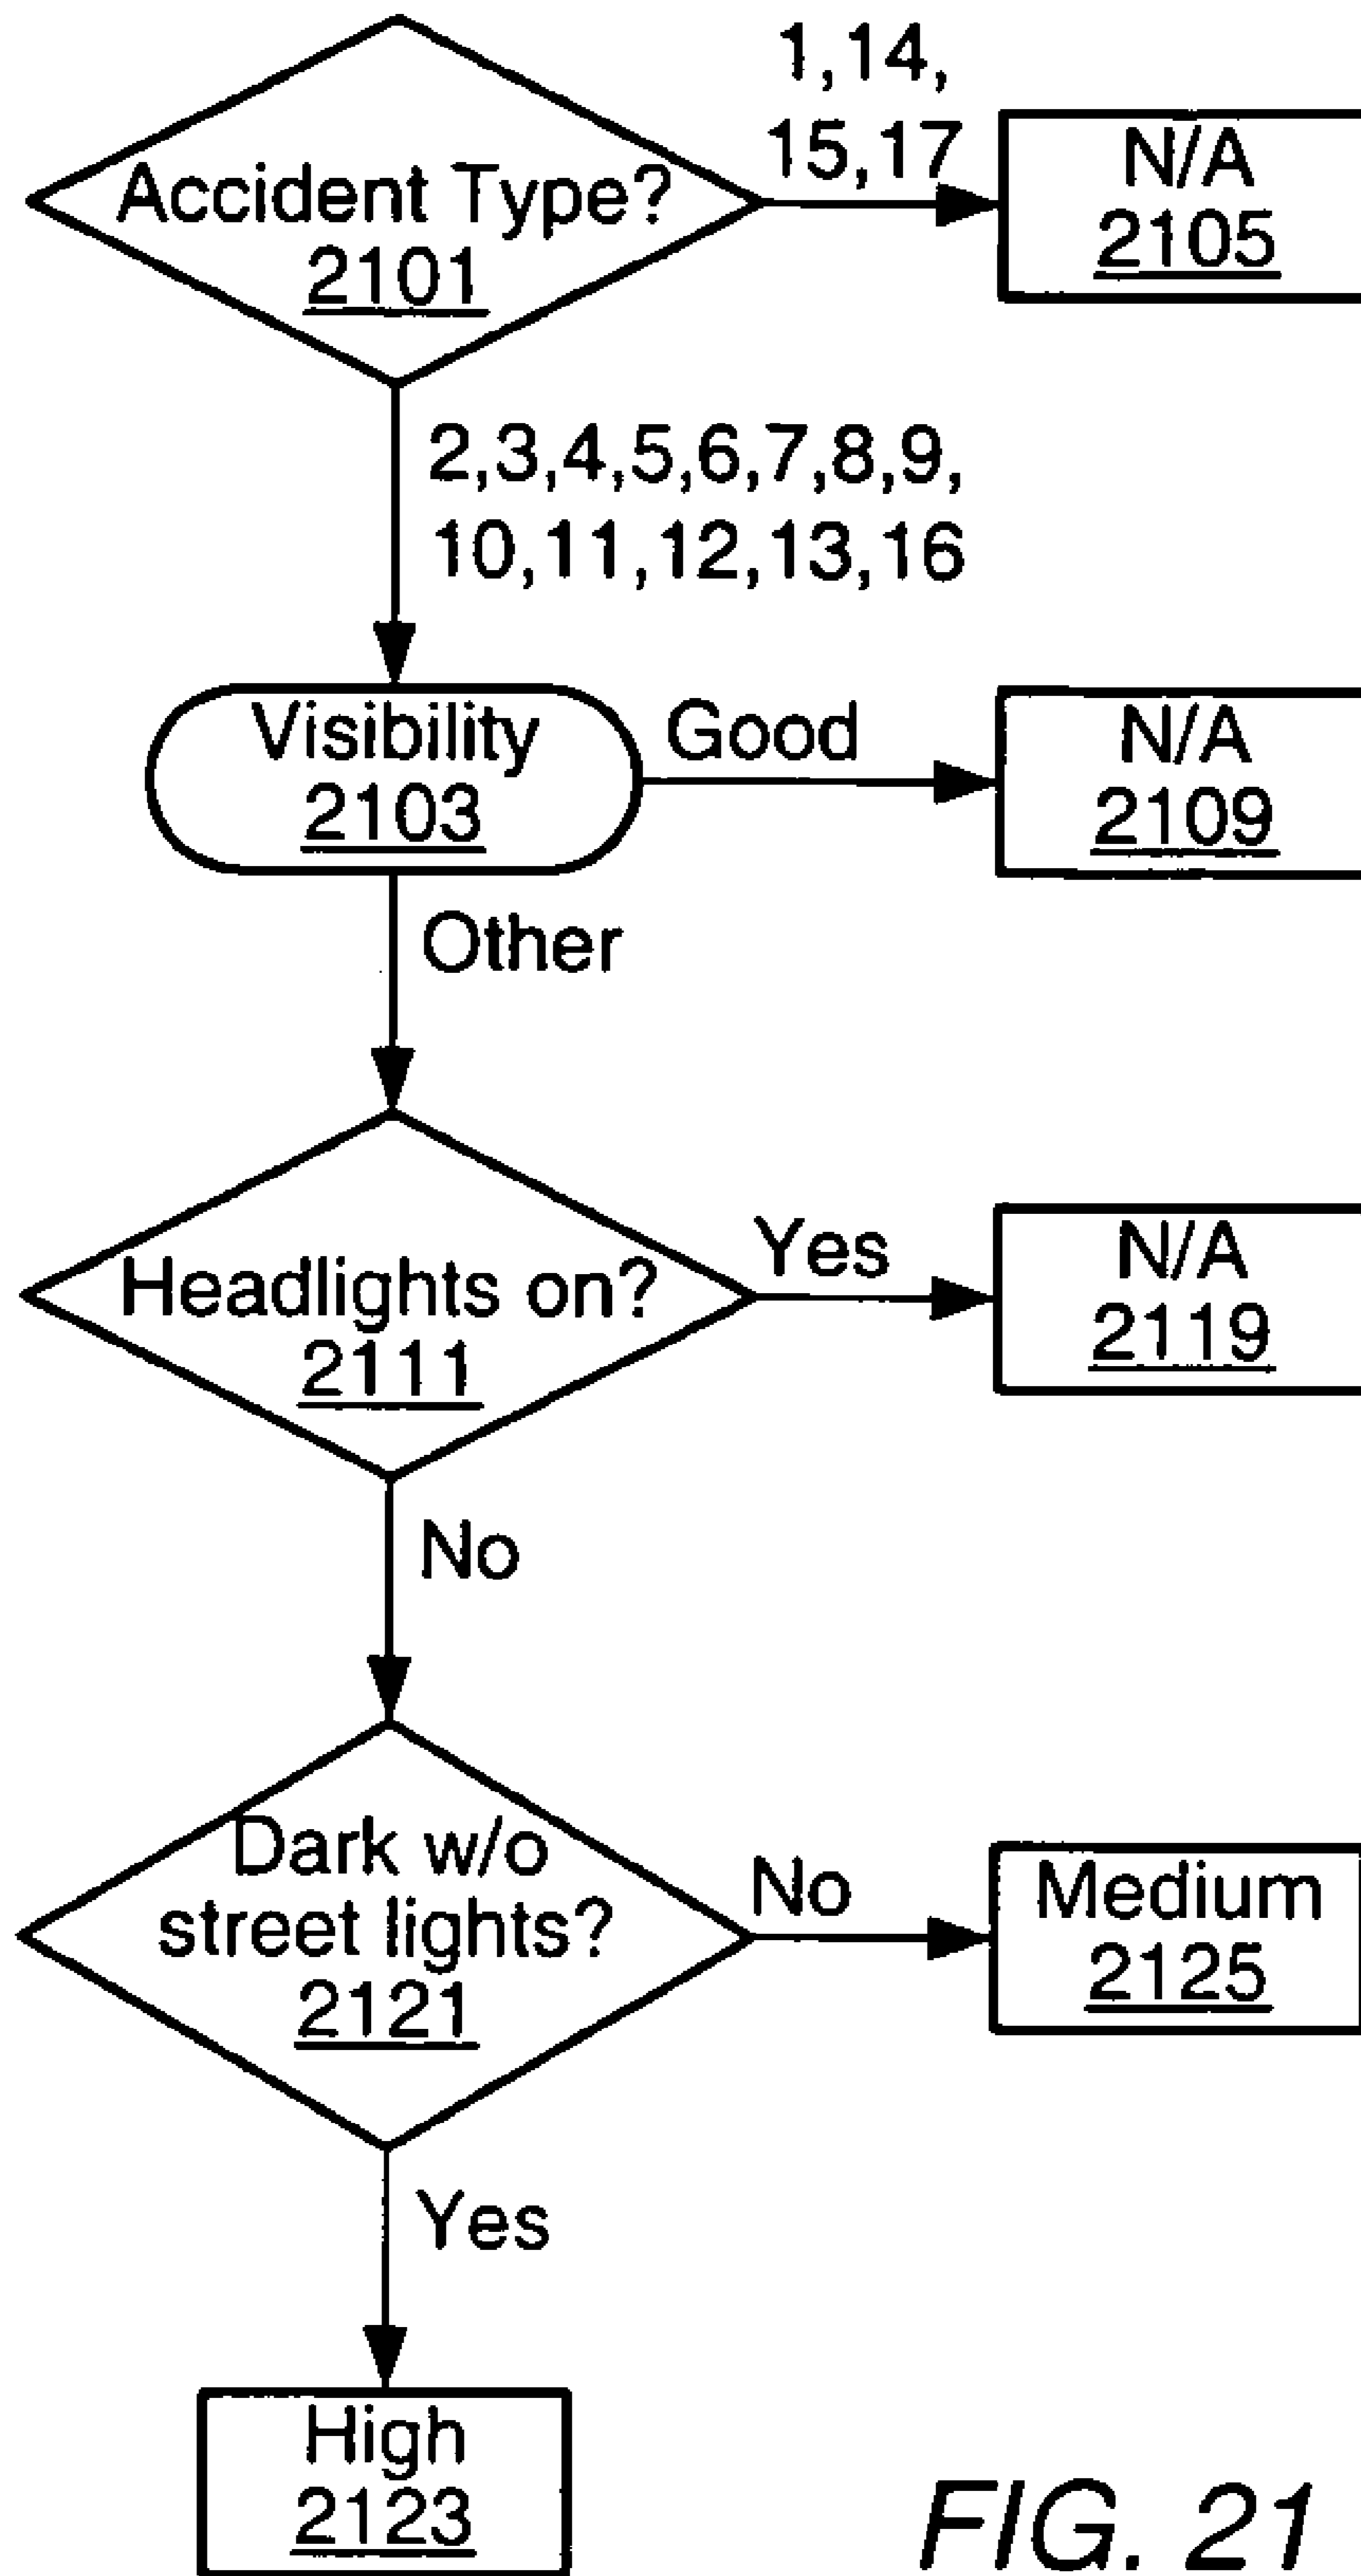 1,14,
15,17
Accident Type?
2101
N/A
2105
2,3,4,5,6,7,8,9,
10,11,12,13,16
Visibility
2103
Good
N/A
2109
Other
Headlights on?
2111
Yes
N/A
2119
No
Dark w/o
street lights?
2121
No
Medium
2125
Yes
High
2123
FIG. 21